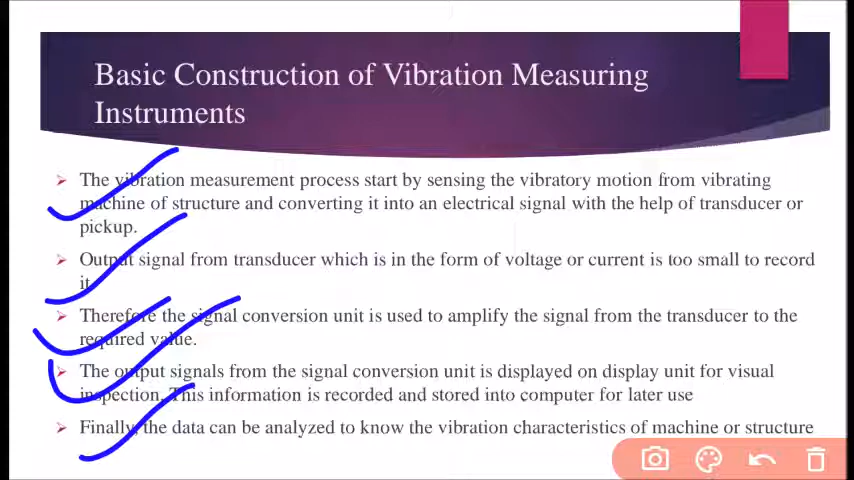 Basic Construction of Vibration Measuring
Instruments
The vibration measurement process start by sensing the vibratory motion from vibrating
machine of structure and converting it into an electrical signal with the help of transducer or
pickup.
Output signal from transducer which is in the form of voltage or current is too small to record
it.
Therefore the signal conversion unit is used to amplify the signal from the transducer to the
required value.
The output signals from the signal conversion unit is displayed on display unit for visual
inspection. This information is recorded and stored into computer for later use
Finally, the data can be analyzed to know the vibration characteristics of machine or structure